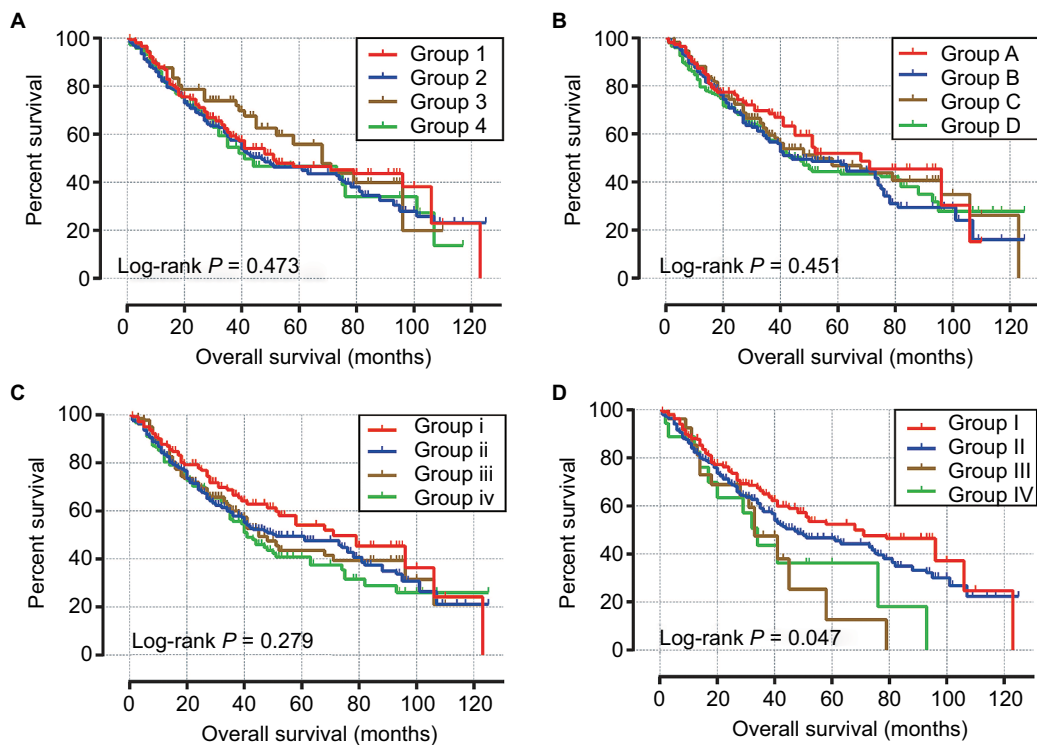 A
Percent survival
100
80
60
40
20
0
Group 1
Group 2
Group 3
Group 4
Log-rank P = 0.473
0 20 40 60 80 100 120
Overall survival (months)
B
Percent survival
100
80
60
40
20
0
Group A
Group B
Group C
Group D
Log-rank P = 0.451
0 20 40 60 80 100 120
Overall survival (months)
C
Percent survival
100
80
60
40
20
0
Group i
Group ii
Group iii
Group iv
Log-rank P = 0.279
0 20 40 60 80 100 120
Overall survival (months)
D
Percent survival
100
80
60
40
20
0
Group I
Group II
Group III
Group IV
Log-rank P = 0.047
0 20 40 60 80 100 120
Overall survival (months)